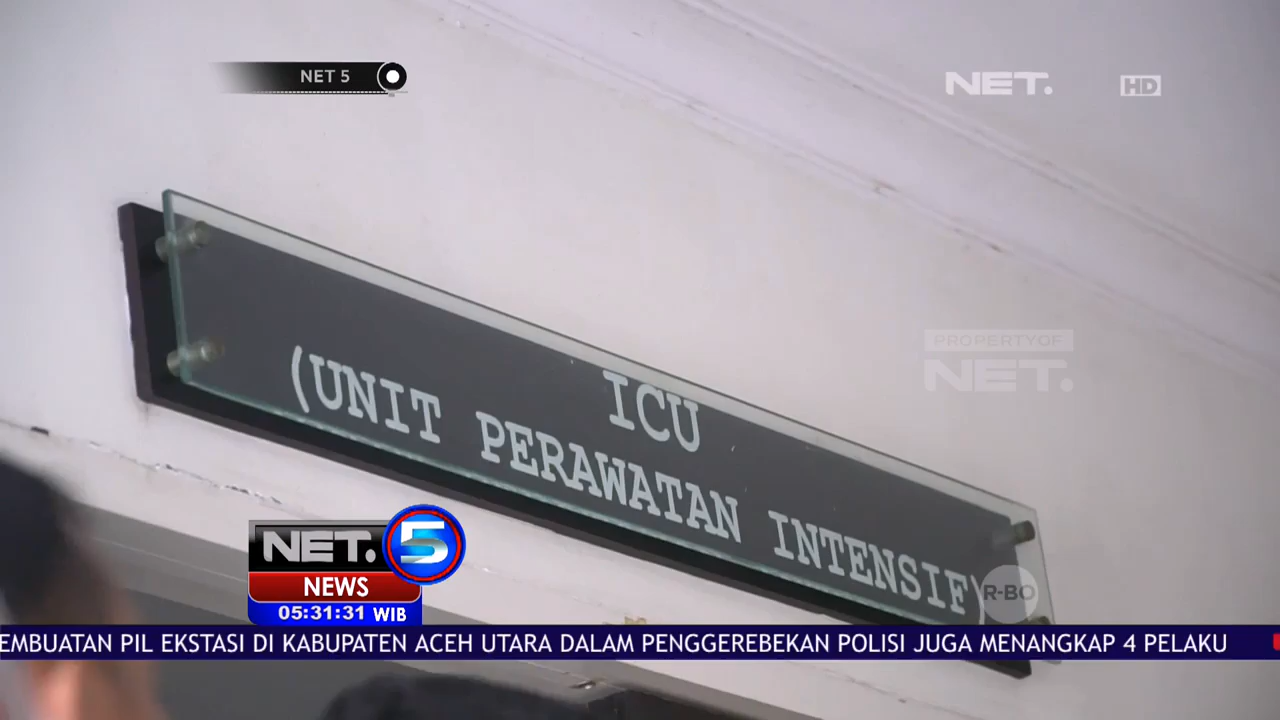 NET 5
NET.
HD
PROPERTY OF
NET.
ICU
(UNIT PERAWATAN INTENSIF)
R-BO
NET. 5
NEWS
05:31:31 WIB
EMBUATAN PIL EKSTASI DI KABUPATEN ACEH UTARA DALAM PENGGEREBEKAN POLISI JUGA MENANGKAP 4 PELAKU